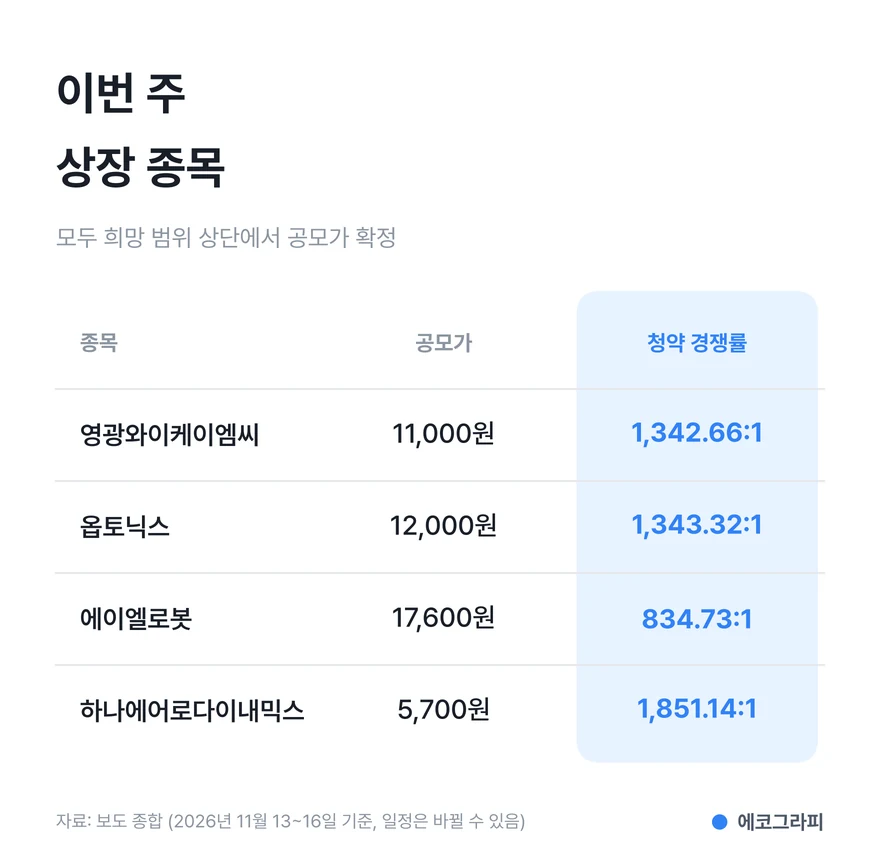 이번 주
상장 종목
모두 희망 범위 상단에서 공모가 확정
종목 공모가 청약 경쟁률
영광와이케이엠씨 11,000원 1,342.66:1
옵토닉스 12,000원 1,343.32:1
에이엘로봇 17,600원 834.73:1
하나에어로다이내믹스 5,700원 1,851.14:1
자료: 보도 종합 (2026년 11월 13~16일 기준, 일정은 바뀔 수 있음) 에코그라피